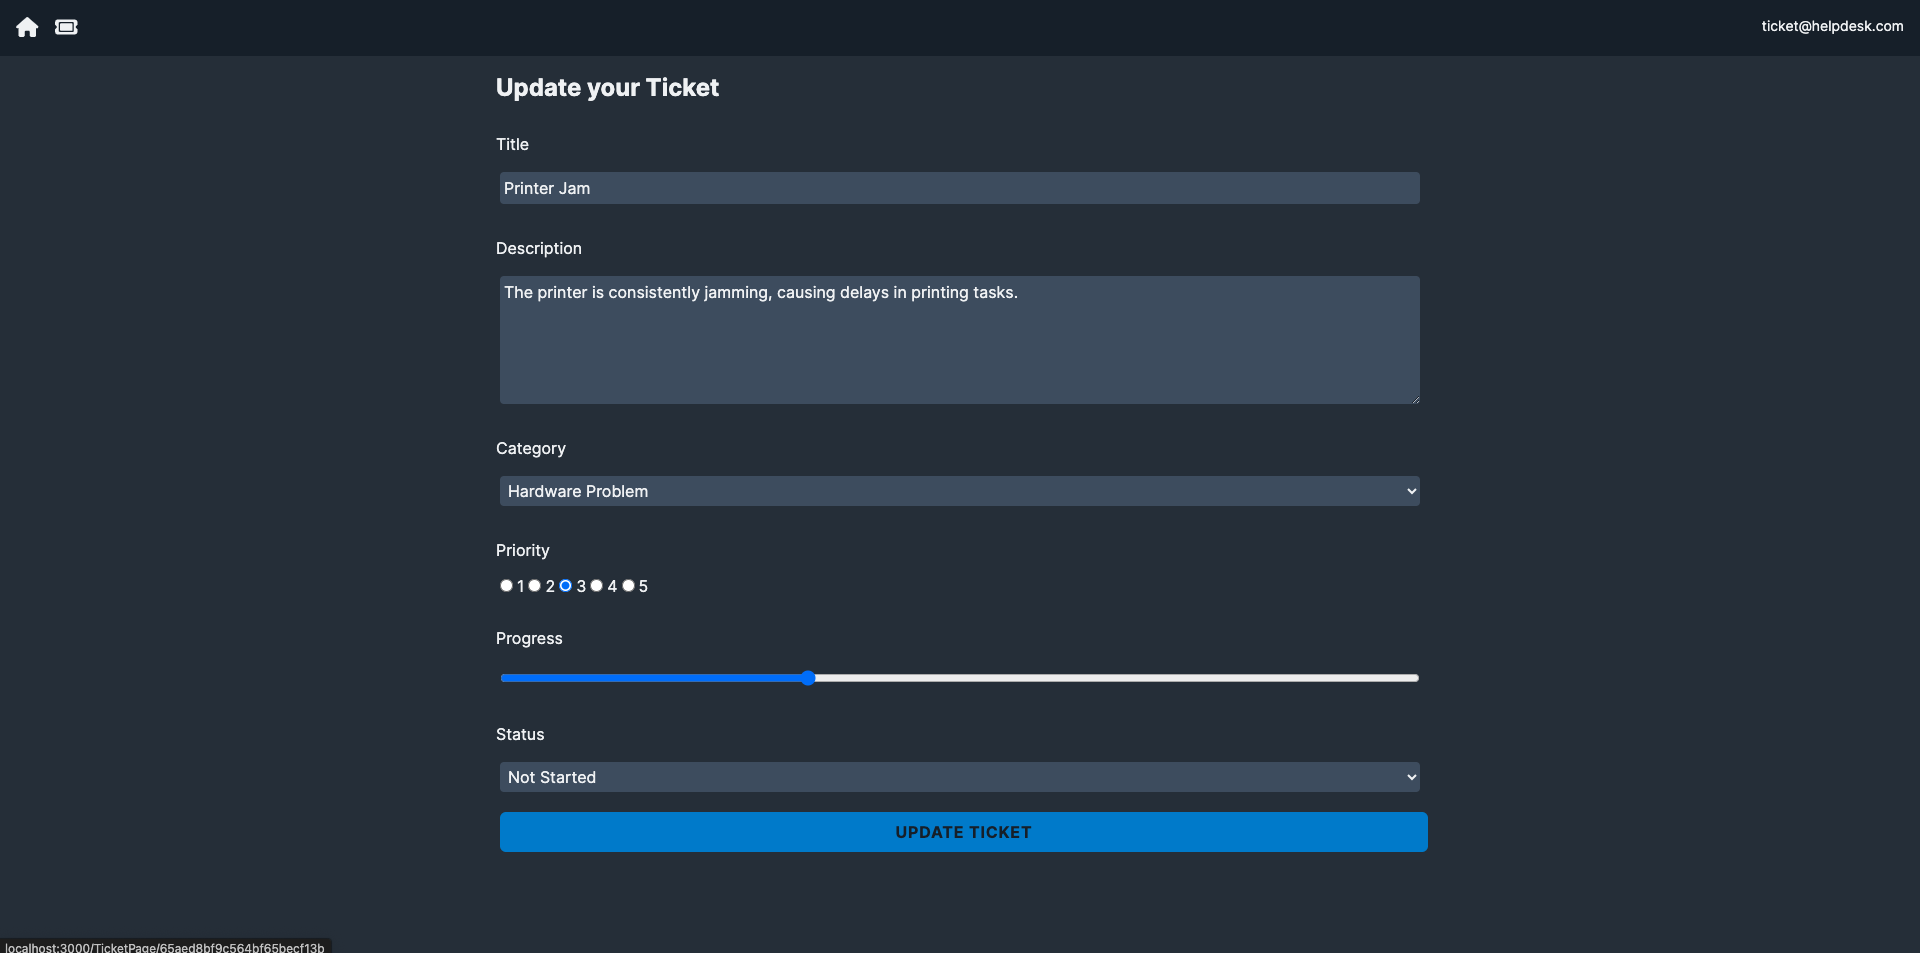 ticket@helpdesk.com
Update your Ticket
Title
Printer Jam
Description
The printer is consistently jamming, causing delays in printing tasks.
Category
Hardware Problem
Priority
1 2 3 4 5
Progress
Status
Not Started
UPDATE TICKET
localhost:3000/TicketPage/65aed8bf9c564bf65becf13b